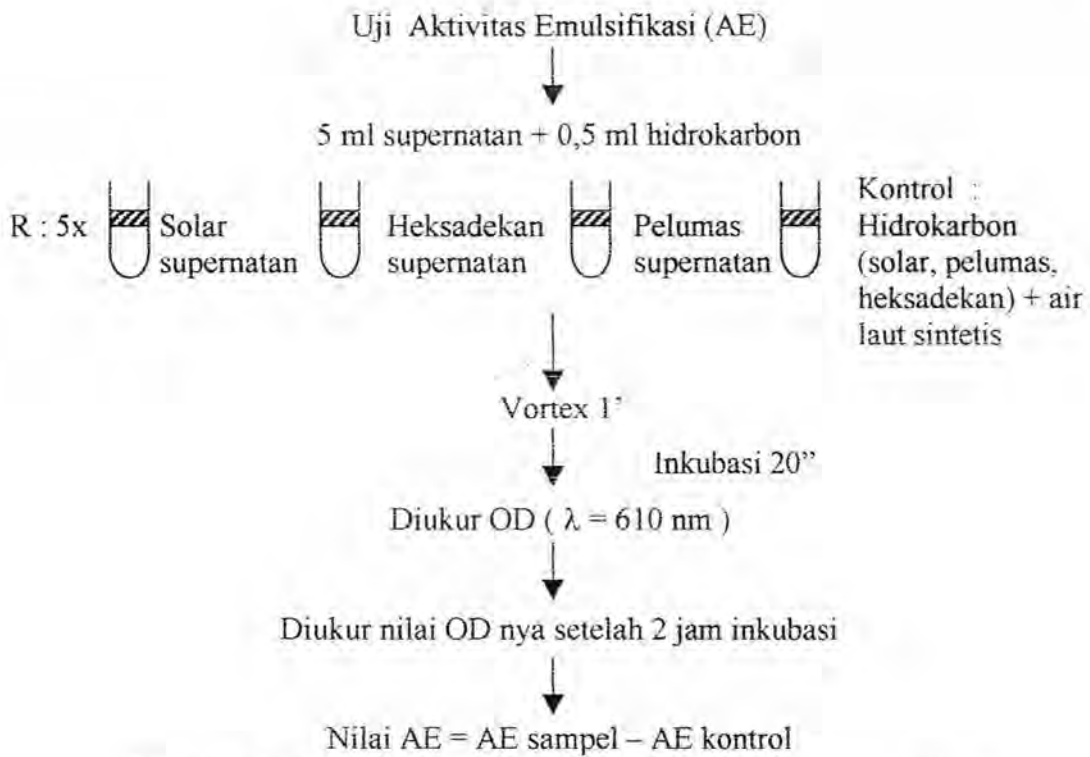 Uji Aktivitas Emulsifikasi (AE)
5 ml supernatan + 0,5 ml hidrokarbon
R : 5x
Solar
supernatan
Heksadekan
supernatan
Pelumas
supernatan
Kontrol :
Hidrokarbon
(solar, pelumas,
heksadekan) + air
laut sintetis
Vortex 1’
Inkubasi 20”
Diukur OD ( λ = 610 nm )
Diukur nilai OD nya setelah 2 jam inkubasi
Nilai AE = AE sampel – AE kontrol